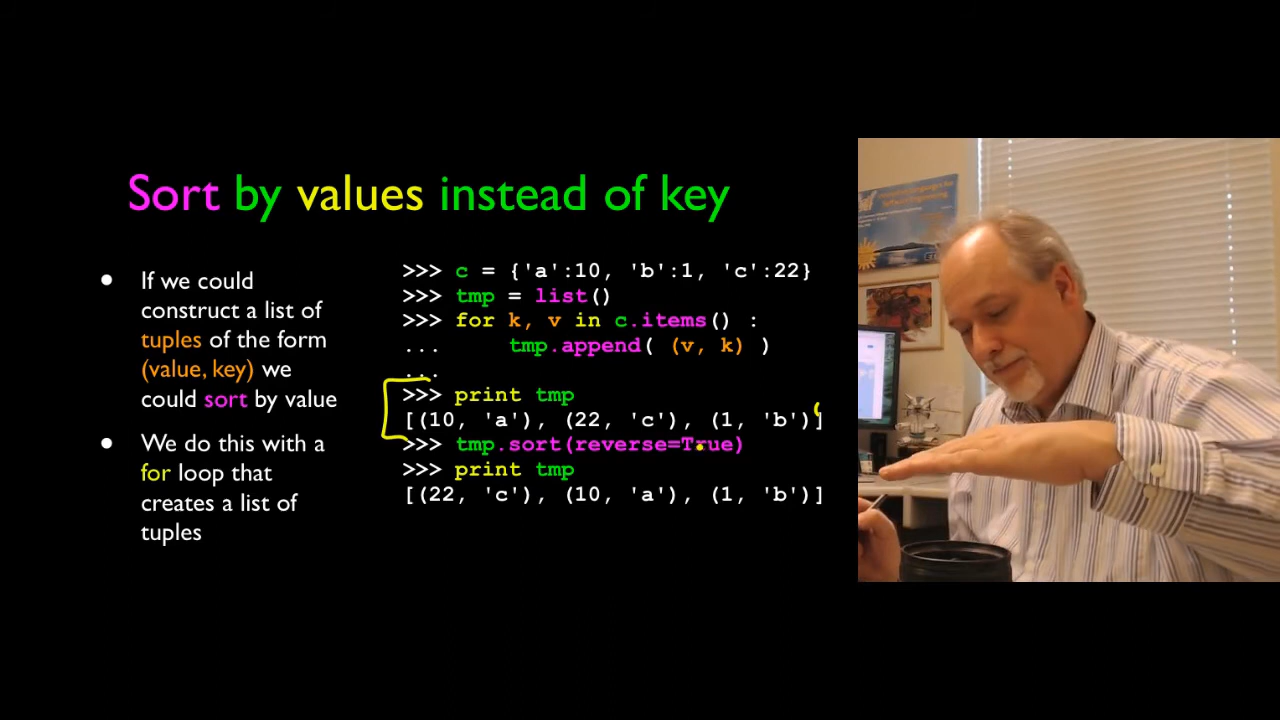 Sort by values instead of key
• If we could
construct a list of
tuples of the form
(value, key) we
could sort by value
• We do this with a
for loop that
creates a list of
tuples
>>> c = {'a':10, 'b':1, 'c':22}
>>> tmp = list()
>>> for k, v in c.items() :
...     tmp.append( (v, k) )
...
>>> print tmp
[(10, 'a'), (22, 'c'), (1, 'b')]
>>> tmp.sort(reverse=True)
>>> print tmp
[(22, 'c'), (10, 'a'), (1, 'b')]